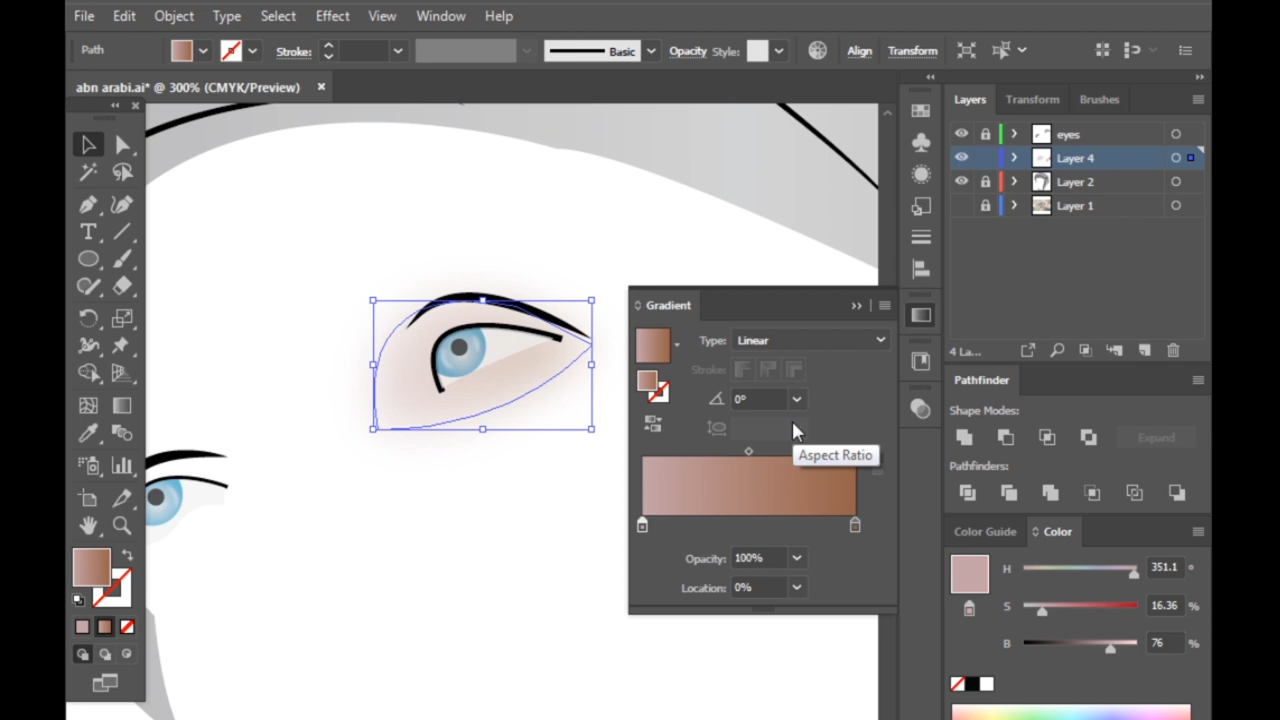 File Edit Object Type Select Effect View Window Help
Path Stroke: Basic Opacity Style: Align Transform
abn arabi.ai* @ 300% (CMYK/Preview)
Layers Transform Brushes
eyes
Layer 4
Layer 2
Layer 1
4 La...
Gradient
Type: Linear
Stroke:
0°
Aspect Ratio
Opacity: 100%
Location: 0%
Pathfinder
Shape Modes:
Expand
Pathfinders:
Color Guide Color
H 351.1 °
S 16.36 %
B 76 %